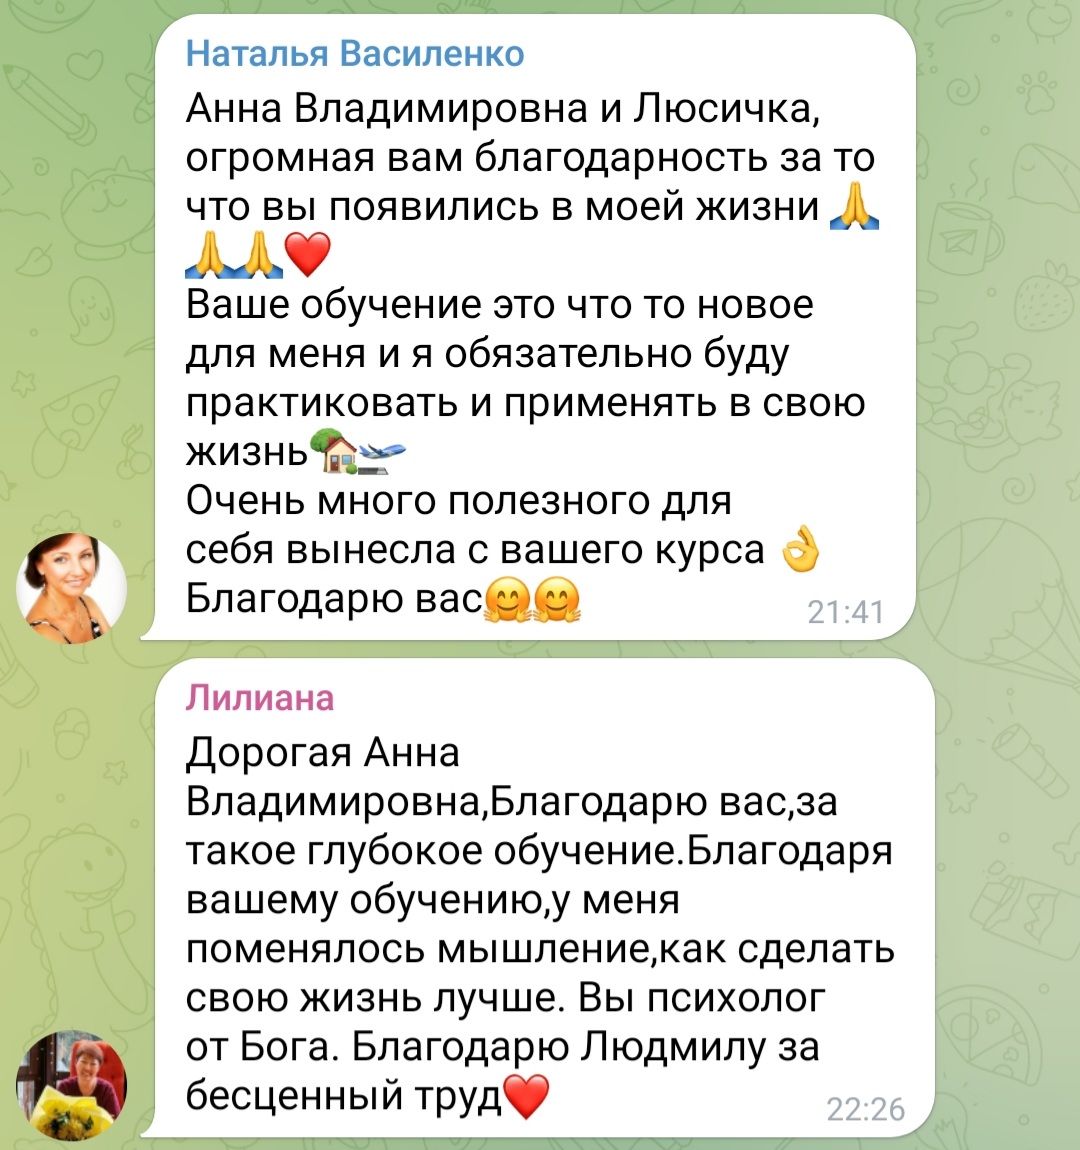 Наталья Василенко
Анна Владимировна и Люсичка,
огромная вам благодарность за то
что вы появились в моей жизни 🙏
🙏🙏❤️
Ваше обучение это что то новое
для меня и я обязательно буду
практиковать и применять в свою
жизнь🏡🛫
Очень много полезного для
себя вынесла с вашего курса 👌
Благодарю вас🤗🤗
21:41
Лилиана
Дорогая Анна
Владимировна,Благодарю вас,за
такое глубокое обучение.Благодаря
вашему обучению,у меня
поменялось мышление,как сделать
свою жизнь лучше. Вы психолог
от Бога. Благодарю Людмилу за
бесценный труд❤️
22:26